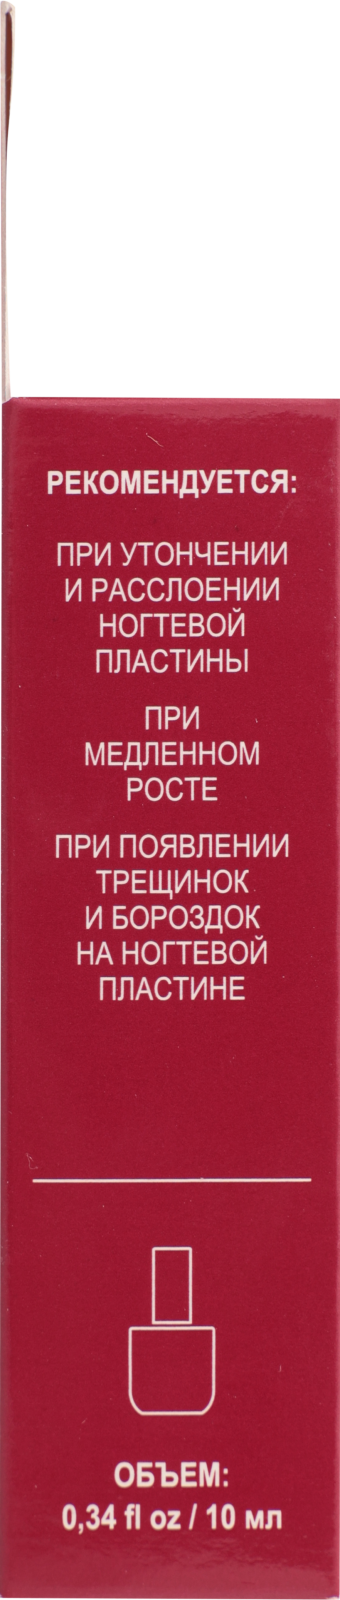 РЕКОМЕНДУЕТСЯ:
ПРИ УТОНЧЕНИИ
И РАССЛОЕНИИ
НОГТЕВОЙ
ПЛАСТИНЫ
ПРИ
МЕДЛЕННОМ
РОСТЕ
ПРИ ПОЯВЛЕНИИ
ТРЕЩИНОК
И БОРОЗДОК
НА НОГТЕВОЙ
ПЛАСТИНЕ
ОБЪЕМ:
0,34 fl oz / 10 мл